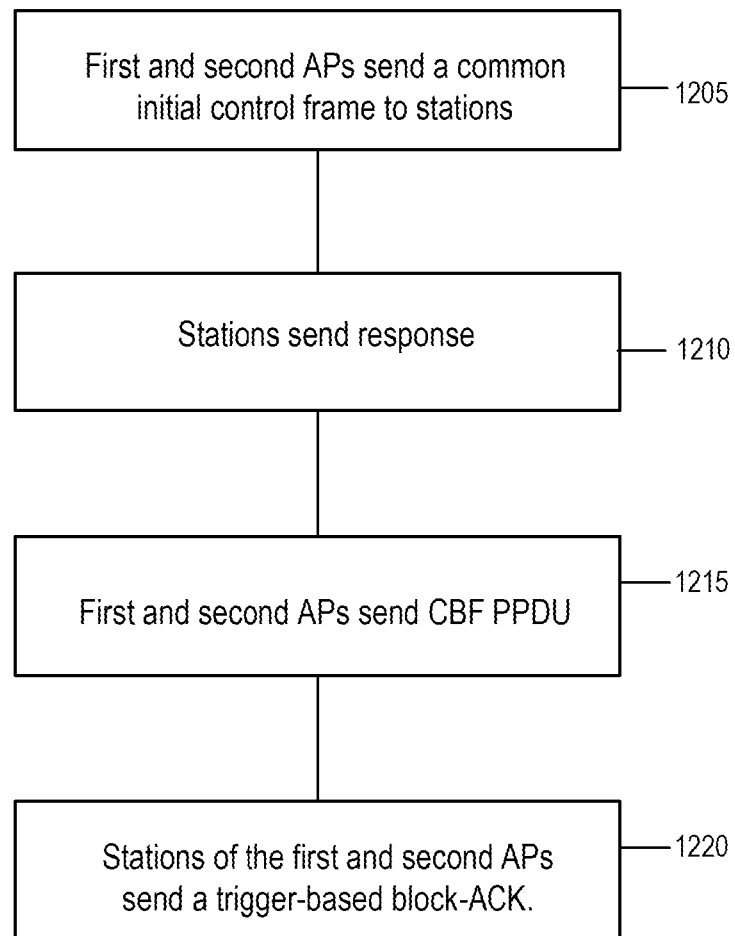 First and second APs send a common
initial control frame to stations
1205
Stations send response
1210
First and second APs send CBF PPDU
1215
Stations of the first and second APs
send a trigger-based block-ACK.
1220